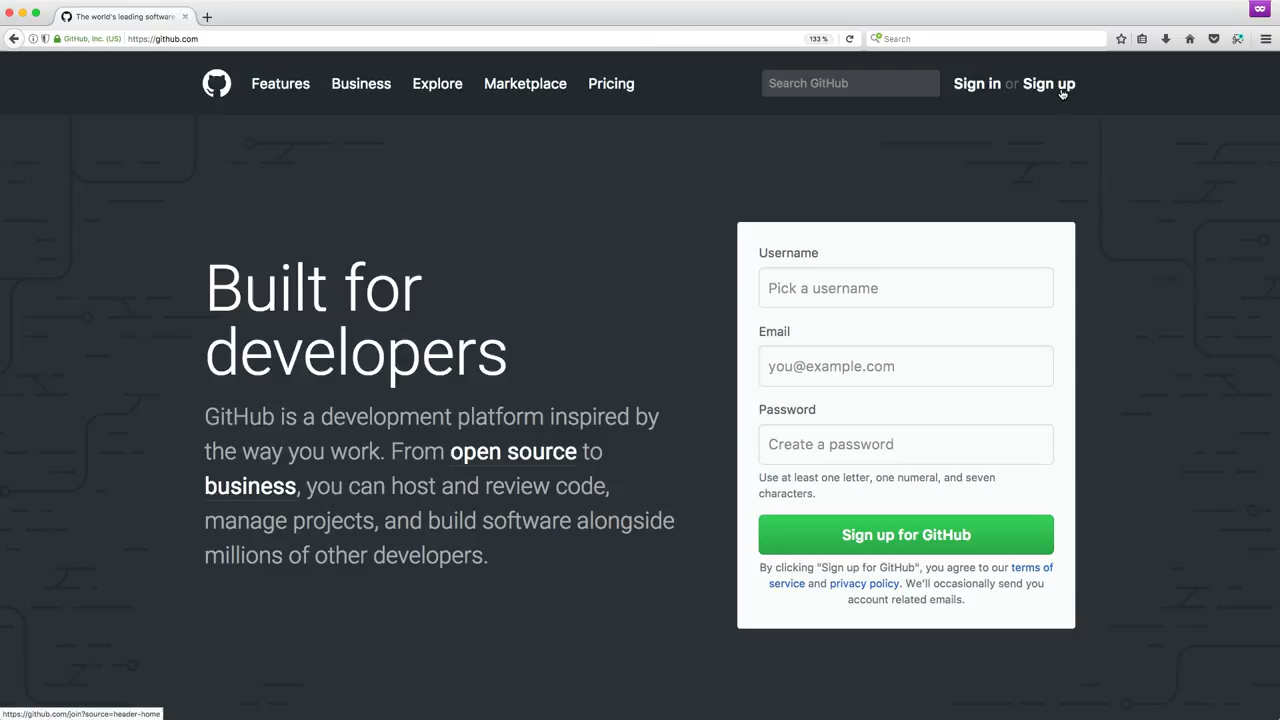 The world's leading software
GitHub, Inc. (US)
https://github.com
133 %
Search
Features
Business
Explore
Marketplace
Pricing
Search GitHub
Sign in or Sign up
Built for
developers
GitHub is a development platform inspired by
the way you work. From open source to
business, you can host and review code,
manage projects, and build software alongside
millions of other developers.
Username
Pick a username
Email
you@example.com
Password
Create a password
Use at least one letter, one numeral, and seven
characters.
Sign up for GitHub
By clicking "Sign up for GitHub", you agree to our terms of
service and privacy policy. We'll occasionally send you
account related emails.
https://github.com/join?source=header-home